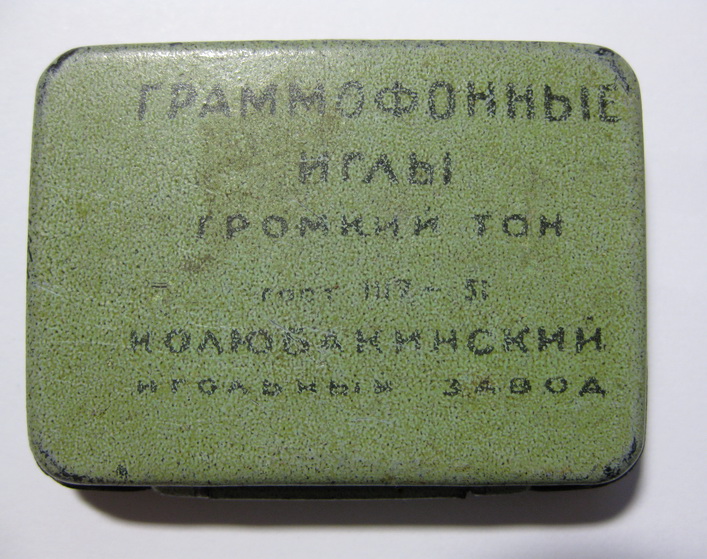 ГРАММОФОННЫЕ
ИГЛЫ
ГРОМКИЙ ТОН
ГОСТ
КОЛЮБАКИНСКИЙ
ИГОЛЬНЫЙ ЗАВОД